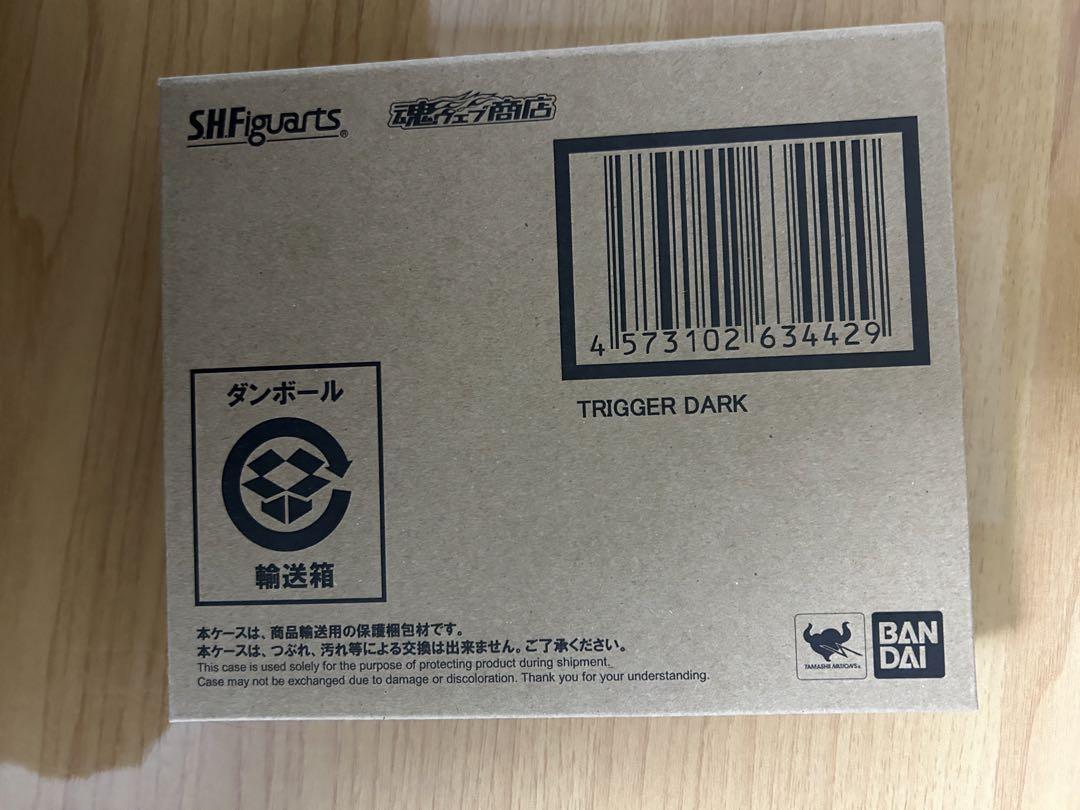 S.H.Figuarts®
魂ウェブ商店
4 573102 634429
TRIGGER DARK
ダンボール
輸送箱
本ケースは、商品輸送用の保護梱包材です。
本ケースは、つぶれ、汚れ等による交換は出来ません。ご了承ください。
This case is used solely for the purpose of protecting product during shipment.
Case may not be exchanged due to damage or discoloration. Thank you for your understanding.
TAMASHII NATIONS®
BAN
DAI